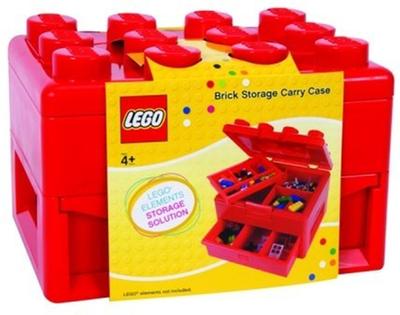 Brick Storage Carry Case
LEGO
4+
LEGO®
ELEMENTS
STORAGE
SOLUTION
LEGO® elements not included.